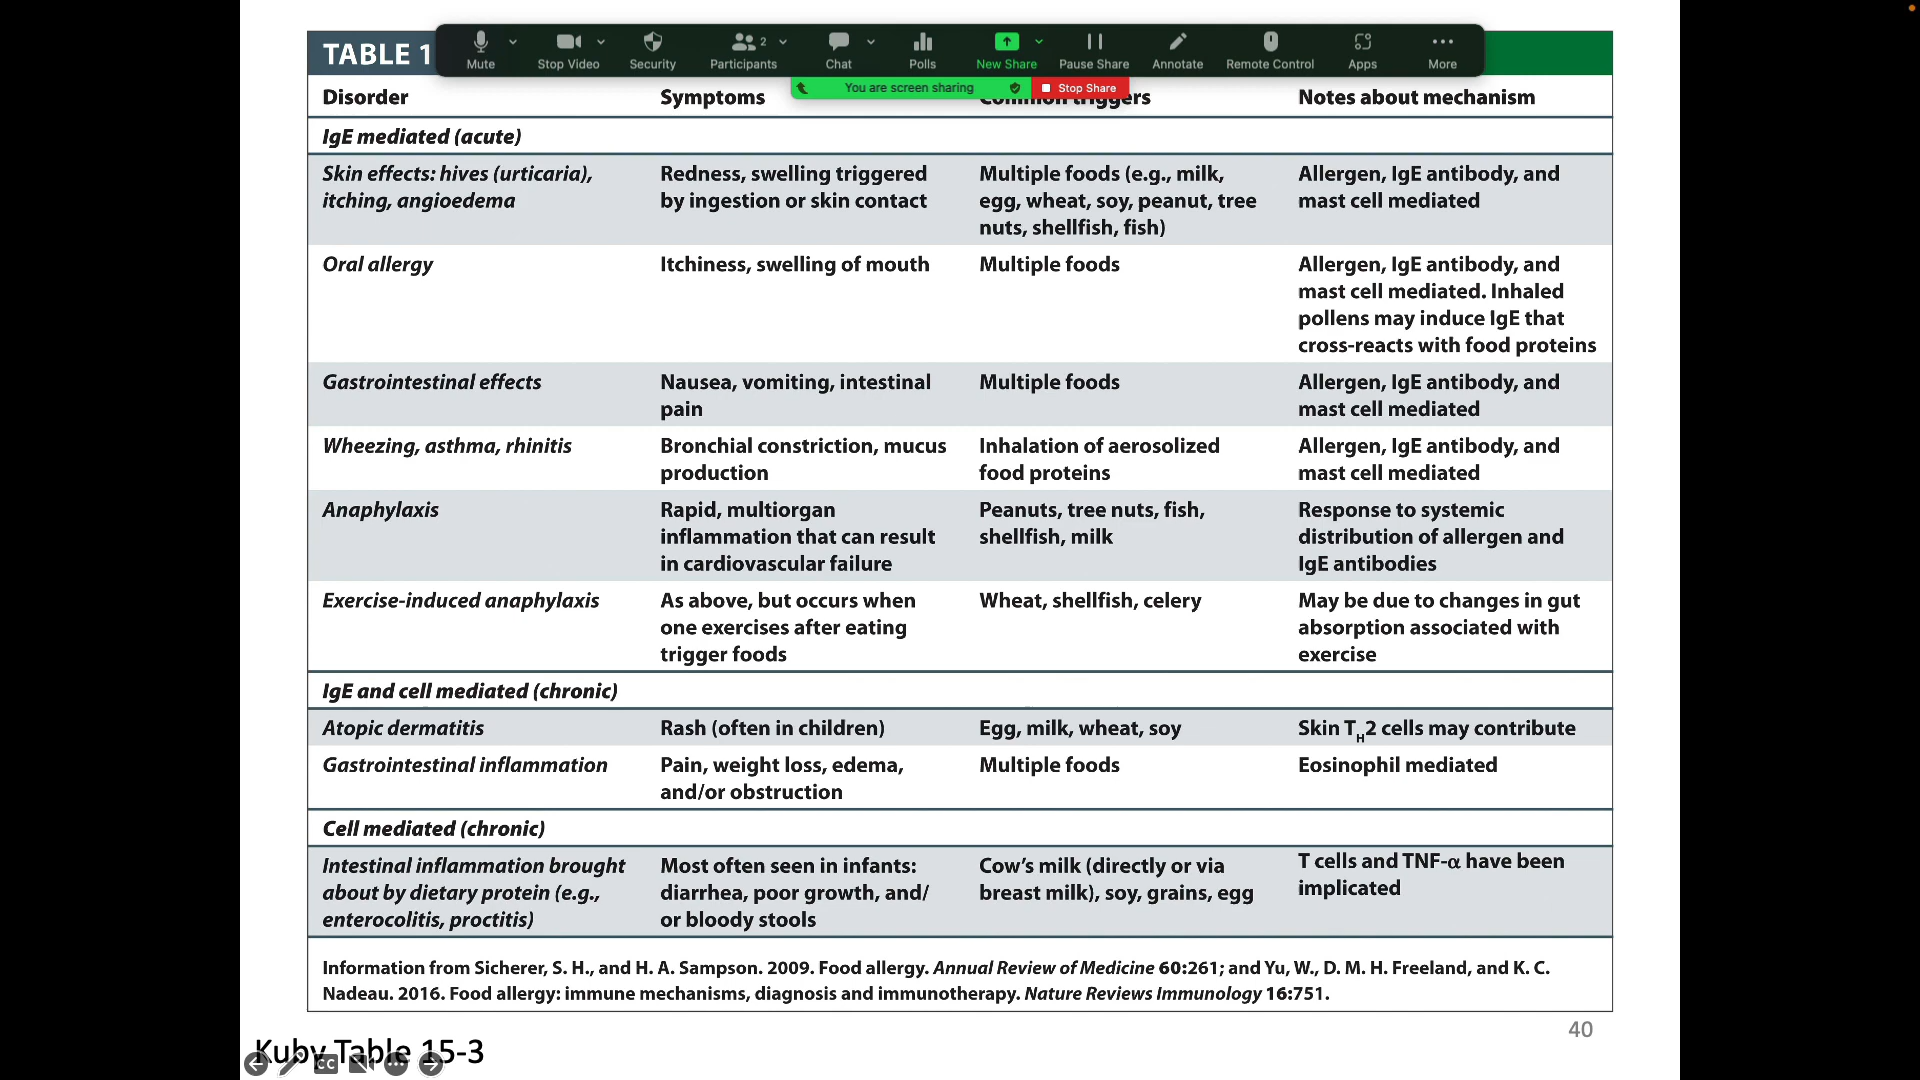 TABLE 1
Mute
Stop Video
Security
Participants
2
Chat
Polls
New Share
Pause Share
Annotate
Remote Control
Apps
More
You are screen sharing
Stop Share
Disorder
Symptoms
triggers
Notes about mechanism
IgE mediated (acute)
Skin effects: hives (urticaria),
itching, angioedema
Redness, swelling triggered
by ingestion or skin contact
Multiple foods (e.g., milk,
egg, wheat, soy, peanut, tree
nuts, shellfish, fish)
Allergen, IgE antibody, and
mast cell mediated
Oral allergy
Itchiness, swelling of mouth
Multiple foods
Allergen, IgE antibody, and
mast cell mediated. Inhaled
pollens may induce IgE that
cross-reacts with food proteins
Gastrointestinal effects
Nausea, vomiting, intestinal
pain
Multiple foods
Allergen, IgE antibody, and
mast cell mediated
Wheezing, asthma, rhinitis
Bronchial constriction, mucus
production
Inhalation of aerosolized
food proteins
Allergen, IgE antibody, and
mast cell mediated
Anaphylaxis
Rapid, multiorgan
inflammation that can result
in cardiovascular failure
Peanuts, tree nuts, fish,
shellfish, milk
Response to systemic
distribution of allergen and
IgE antibodies
Exercise-induced anaphylaxis
As above, but occurs when
one exercises after eating
trigger foods
Wheat, shellfish, celery
May be due to changes in gut
absorption associated with
exercise
IgE and cell mediated (chronic)
Atopic dermatitis
Rash (often in children)
Egg, milk, wheat, soy
Skin TH2 cells may contribute
Gastrointestinal inflammation
Pain, weight loss, edema,
and/or obstruction
Multiple foods
Eosinophil mediated
Cell mediated (chronic)
Intestinal inflammation brought
about by dietary protein (e.g.,
enterocolitis, proctitis)
Most often seen in infants:
diarrhea, poor growth, and/
or bloody stools
Cow’s milk (directly or via
breast milk), soy, grains, egg
T cells and TNF-α have been
implicated
Information from Sicherer, S. H., and H. A. Sampson. 2009. Food allergy. Annual Review of Medicine 60:261; and Yu, W., D. M. H. Freeland, and K. C.
Nadeau. 2016. Food allergy: immune mechanisms, diagnosis and immunotherapy. Nature Reviews Immunology 16:751.
40
Kuby Table 15-3
CC